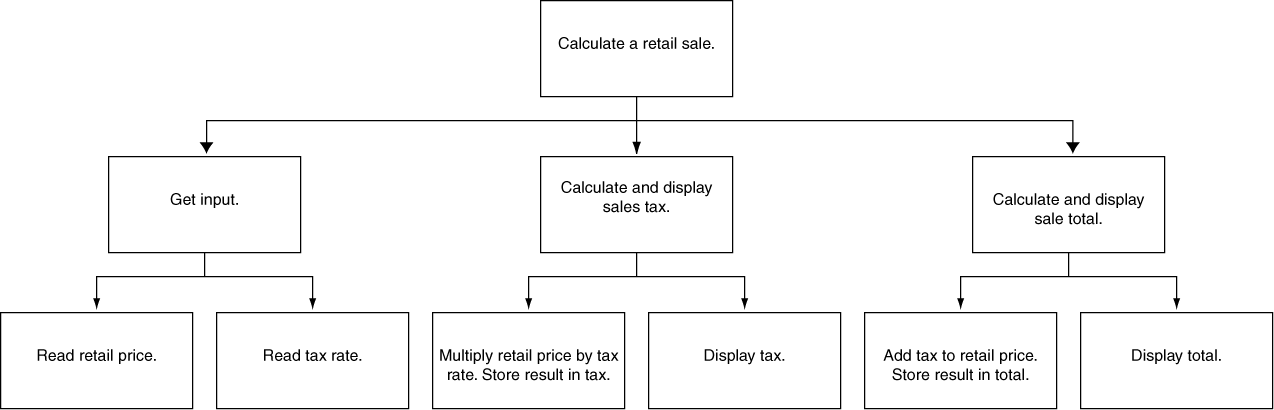 Calculate a retail sale.
Get input.
Calculate and display
sales tax.
Calculate and display
sale total.
Read retail price.
Read tax rate.
Multiply retail price by tax
rate. Store result in tax.
Display tax.
Add tax to retail price.
Store result in total.
Display total.